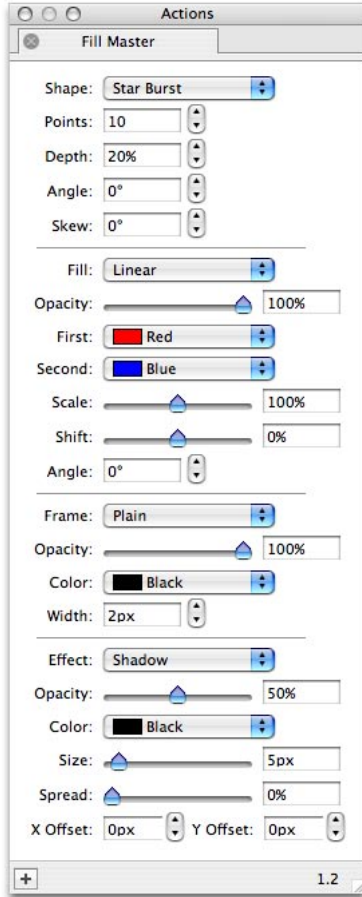 Actions
Fill Master
Shape: Star Burst
Points: 10
Depth: 20%
Angle: 0°
Skew: 0°
Fill: Linear
Opacity: 100%
First: Red
Second: Blue
Scale: 100%
Shift: 0%
Angle: 0°
Frame: Plain
Opacity: 100%
Color: Black
Width: 2px
Effect: Shadow
Opacity: 50%
Color: Black
Size: 5px
Spread: 0%
X Offset: 0px Y Offset: 0px
1.2